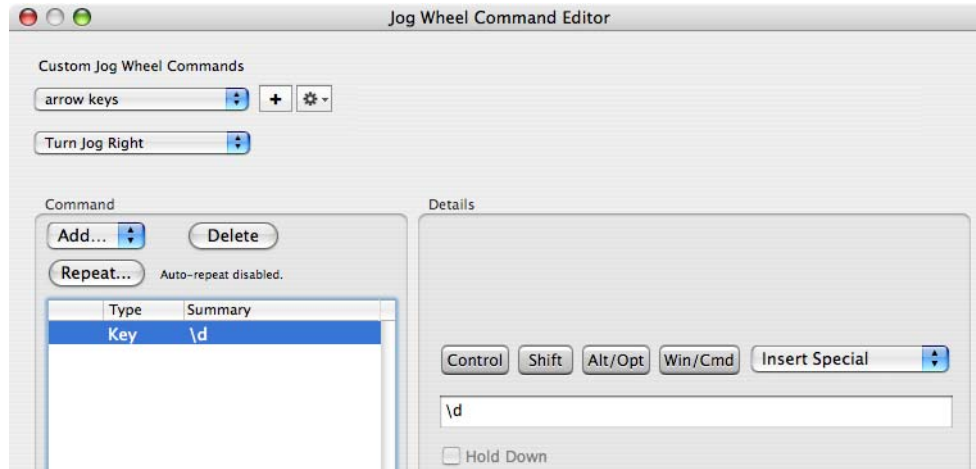 Jog Wheel Command Editor
Custom Jog Wheel Commands
arrow keys
+
Turn Jog Right
Command
Add...
Delete
Repeat...
Auto-repeat disabled.
Type Summary
Key \d
Details
Control Shift Alt/Opt Win/Cmd Insert Special
\d
Hold Down